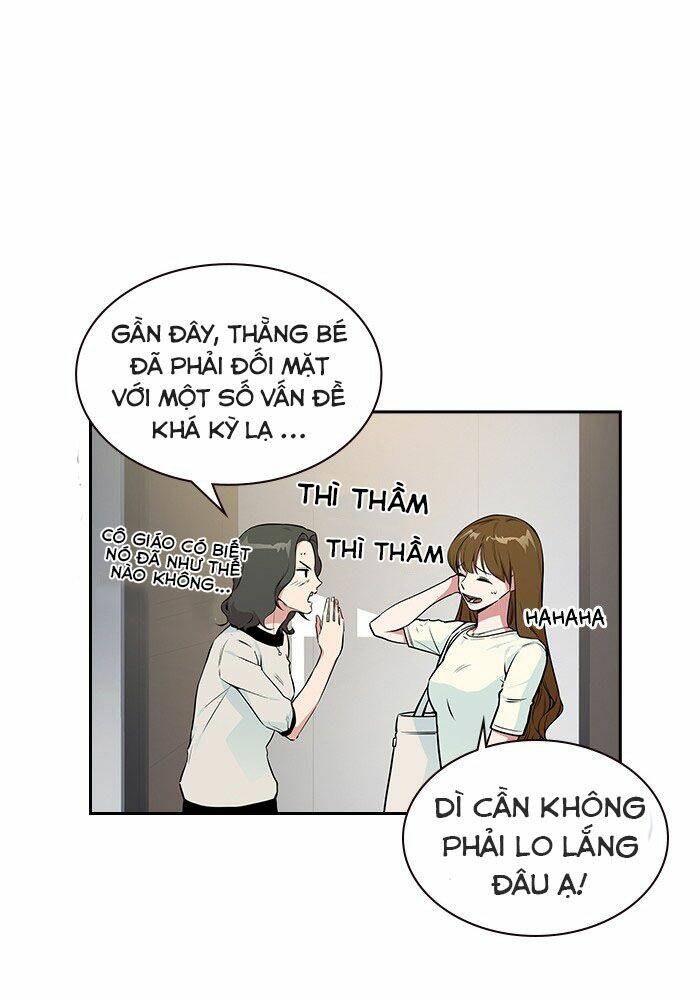 GẦN ĐÂY, THẰNG BÉ
ĐÃ PHẢI ĐỐI MẶT
VỚI MỘT SỐ VẤN ĐỀ
KHÁ KỲ LẠ ...
THÌ THẦM
THÌ THẦM
CÔ GIÁO CÓ BIẾT
NÓ ĐÃ NHƯ THẾ
NÀO KHÔNG...
HAHAHA
DÌ CẦN KHÔNG
PHẢI LO LẮNG
ĐÂU Ạ!